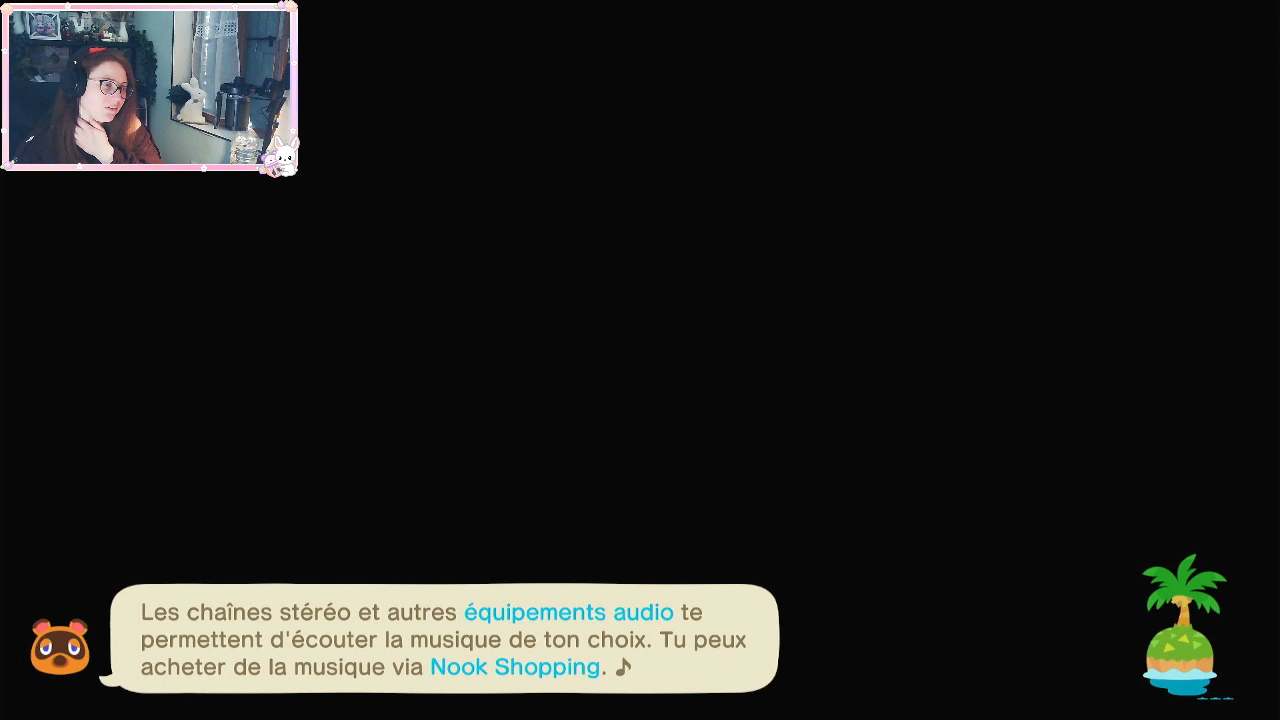 Les chaînes stéréo et autres équipements audio te
permettent d'écouter la musique de ton choix. Tu peux
acheter de la musique via Nook Shopping. ♪